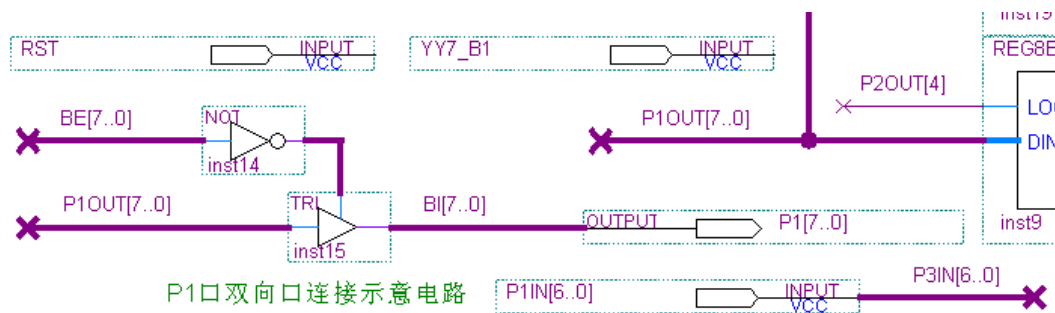 inst19
RST
INPUT
VCC
YY7_B1
INPUT
VCC
REG8E
P2OUT[4]
LO
BE[7..0]
NOT
inst14
P1OUT[7..0]
DIN
P1OUT[7..0]
TRI
inst15
BI[7..0]
OUTPUT
P1[7..0]
inst9
P1口双向口连接示意电路
P1IN[6..0]
INPUT
VCC
P3IN[6..0]